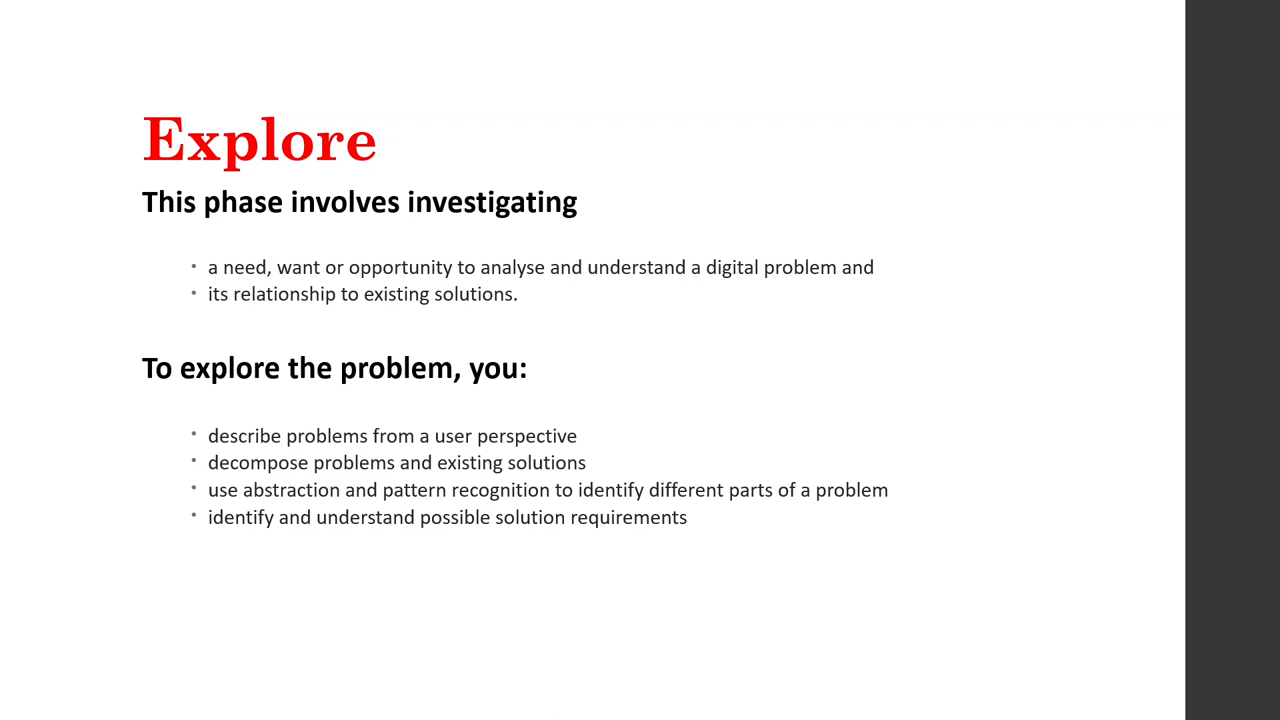 Explore
This phase involves investigating
• a need, want or opportunity to analyse and understand a digital problem and
• its relationship to existing solutions.
To explore the problem, you:
• describe problems from a user perspective
• decompose problems and existing solutions
• use abstraction and pattern recognition to identify different parts of a problem
• identify and understand possible solution requirements